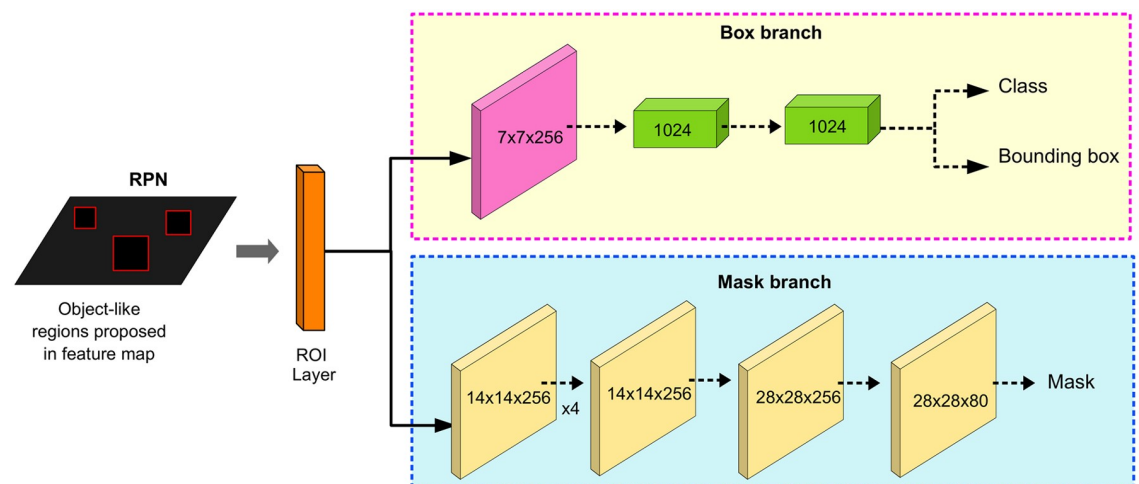 RPN
Object-like
regions proposed
in feature map
ROI
Layer
Box branch
7x7x256
1024
1024
Class
Bounding box
Mask branch
14x14x256
x4
14x14x256
28x28x256
28x28x80
Mask